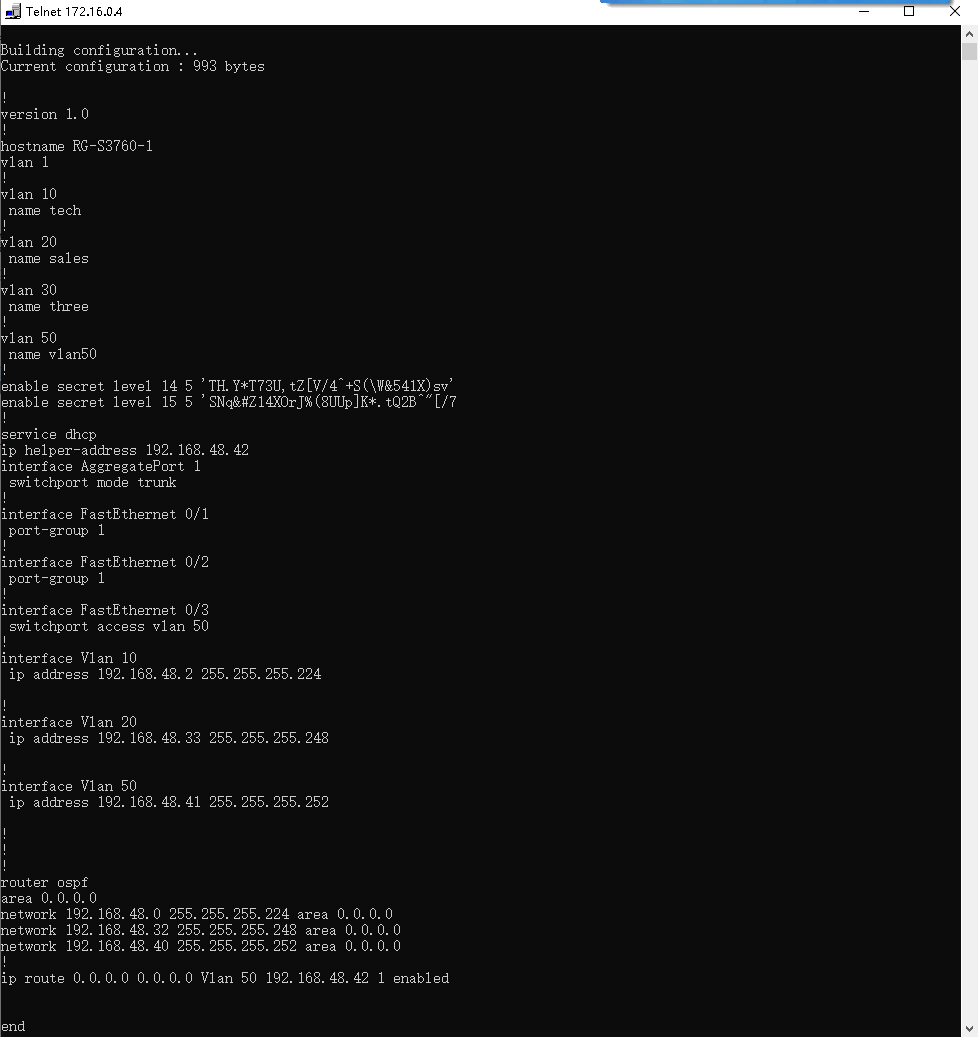 Telnet 172.16.0.4
Building configuration...
Current configuration : 993 bytes
!
version 1.0
!
hostname RG-S3760-1
vlan 1
!
vlan 10
name tech
!
vlan 20
name sales
!
vlan 30
name three
!
vlan 50
name vlan50
!
enable secret level 14 5 'TH.Y*T73U,tZ[V/4^+S(\W&541X)sv'
enable secret level 15 5 'SNq&#Z14XOrJ%(8UUp]K*.tQ2B^"[/7
!
service dhcp
ip helper-address 192.168.48.42
interface AggregatePort 1
switchport mode trunk
!
interface FastEthernet 0/1
port-group 1
!
interface FastEthernet 0/2
port-group 1
!
interface FastEthernet 0/3
switchport access vlan 50
!
interface Vlan 10
ip address 192.168.48.2 255.255.255.224
!
interface Vlan 20
ip address 192.168.48.33 255.255.255.248
!
interface Vlan 50
ip address 192.168.48.41 255.255.255.252
!
!
!
router ospf
area 0.0.0.0
network 192.168.48.0 255.255.255.224 area 0.0.0.0
network 192.168.48.32 255.255.255.248 area 0.0.0.0
network 192.168.48.40 255.255.255.252 area 0.0.0.0
!
ip route 0.0.0.0 0.0.0.0 Vlan 50 192.168.48.42 1 enabled
end